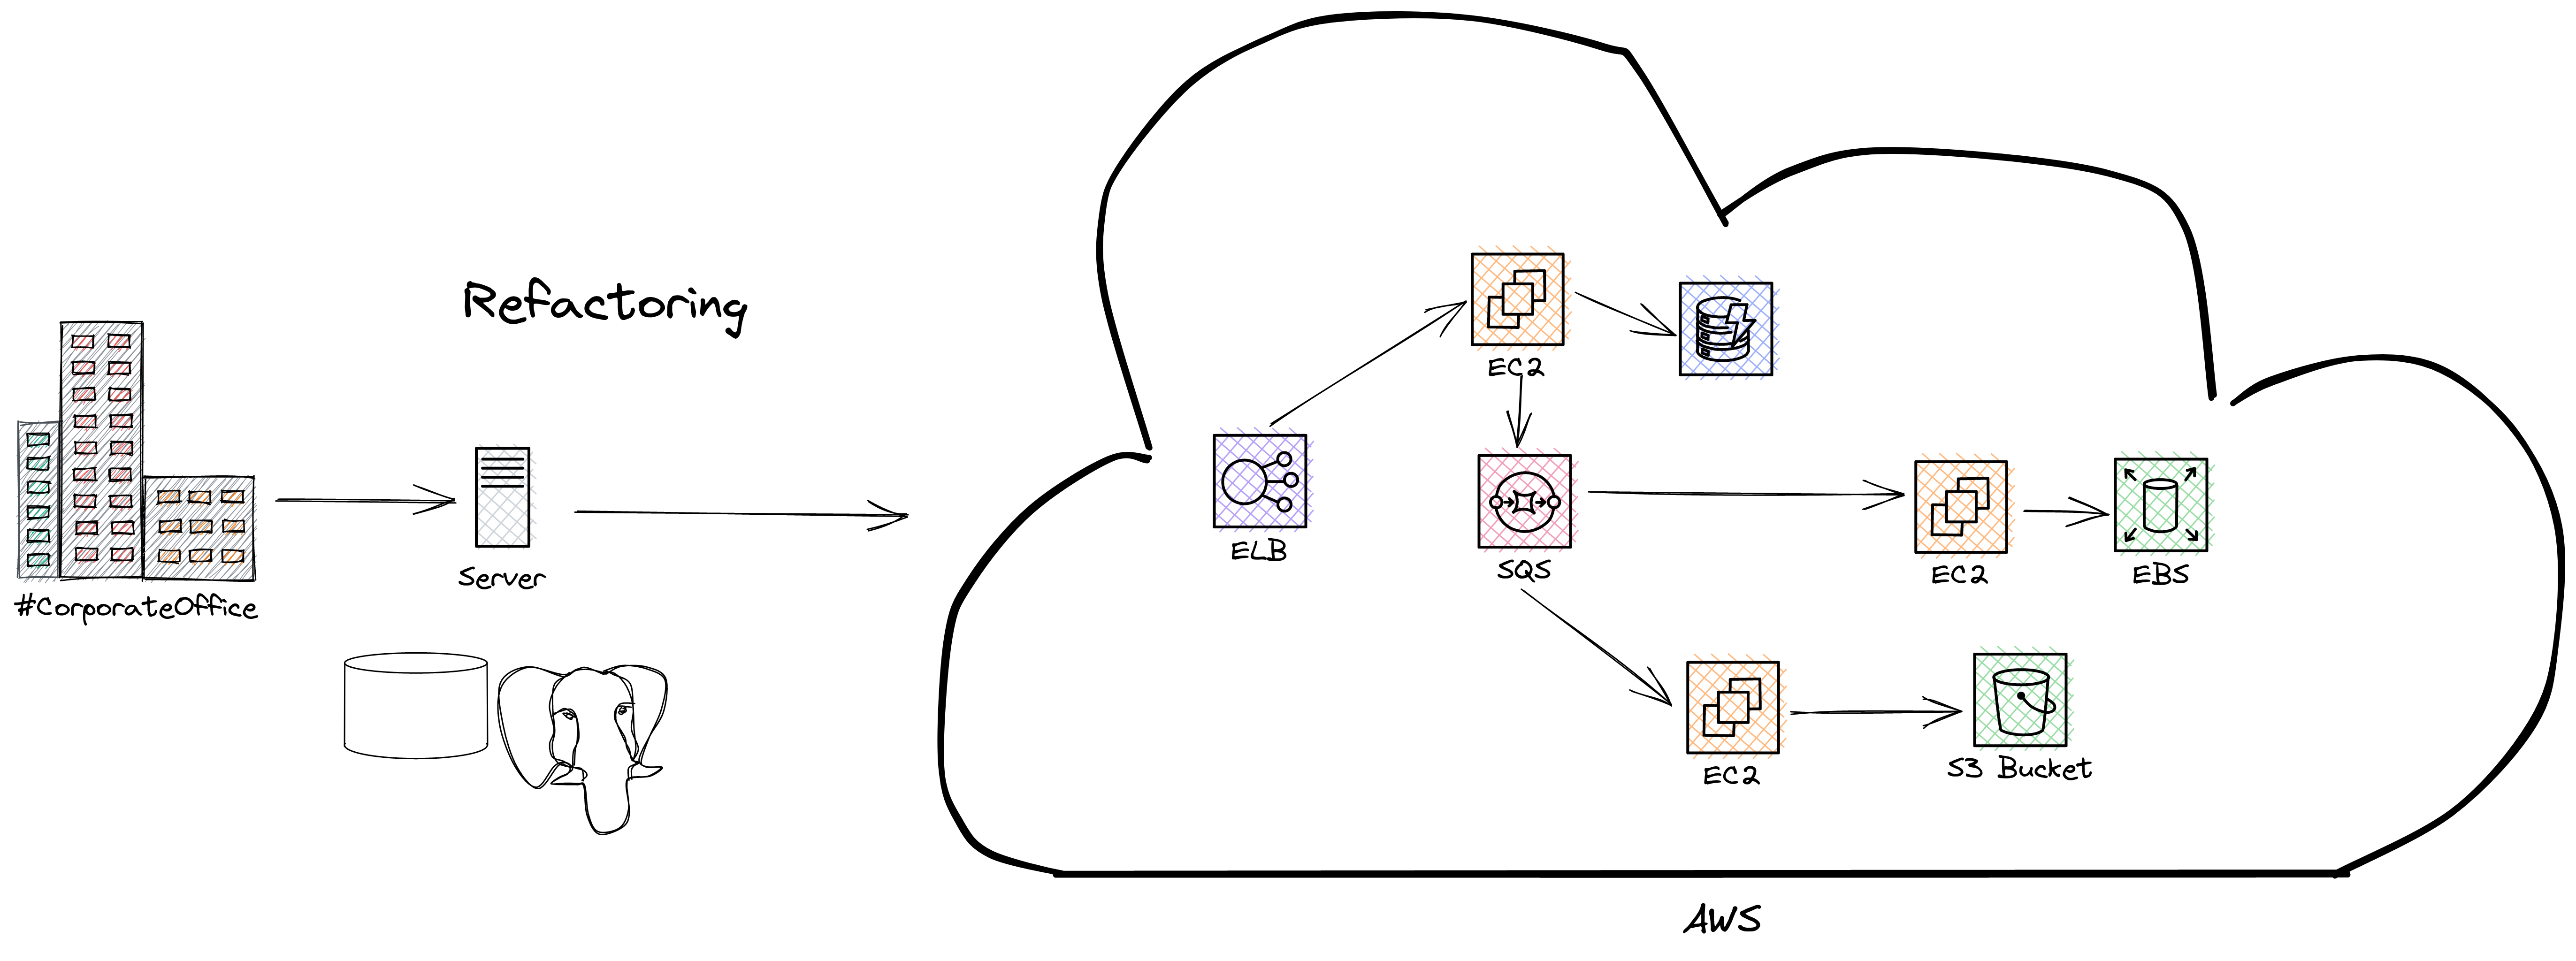 Refactoring
#CorporateOffice
Server
ELB
EC2
SQS
EC2
EBS
EC2
S3 Bucket
AWS